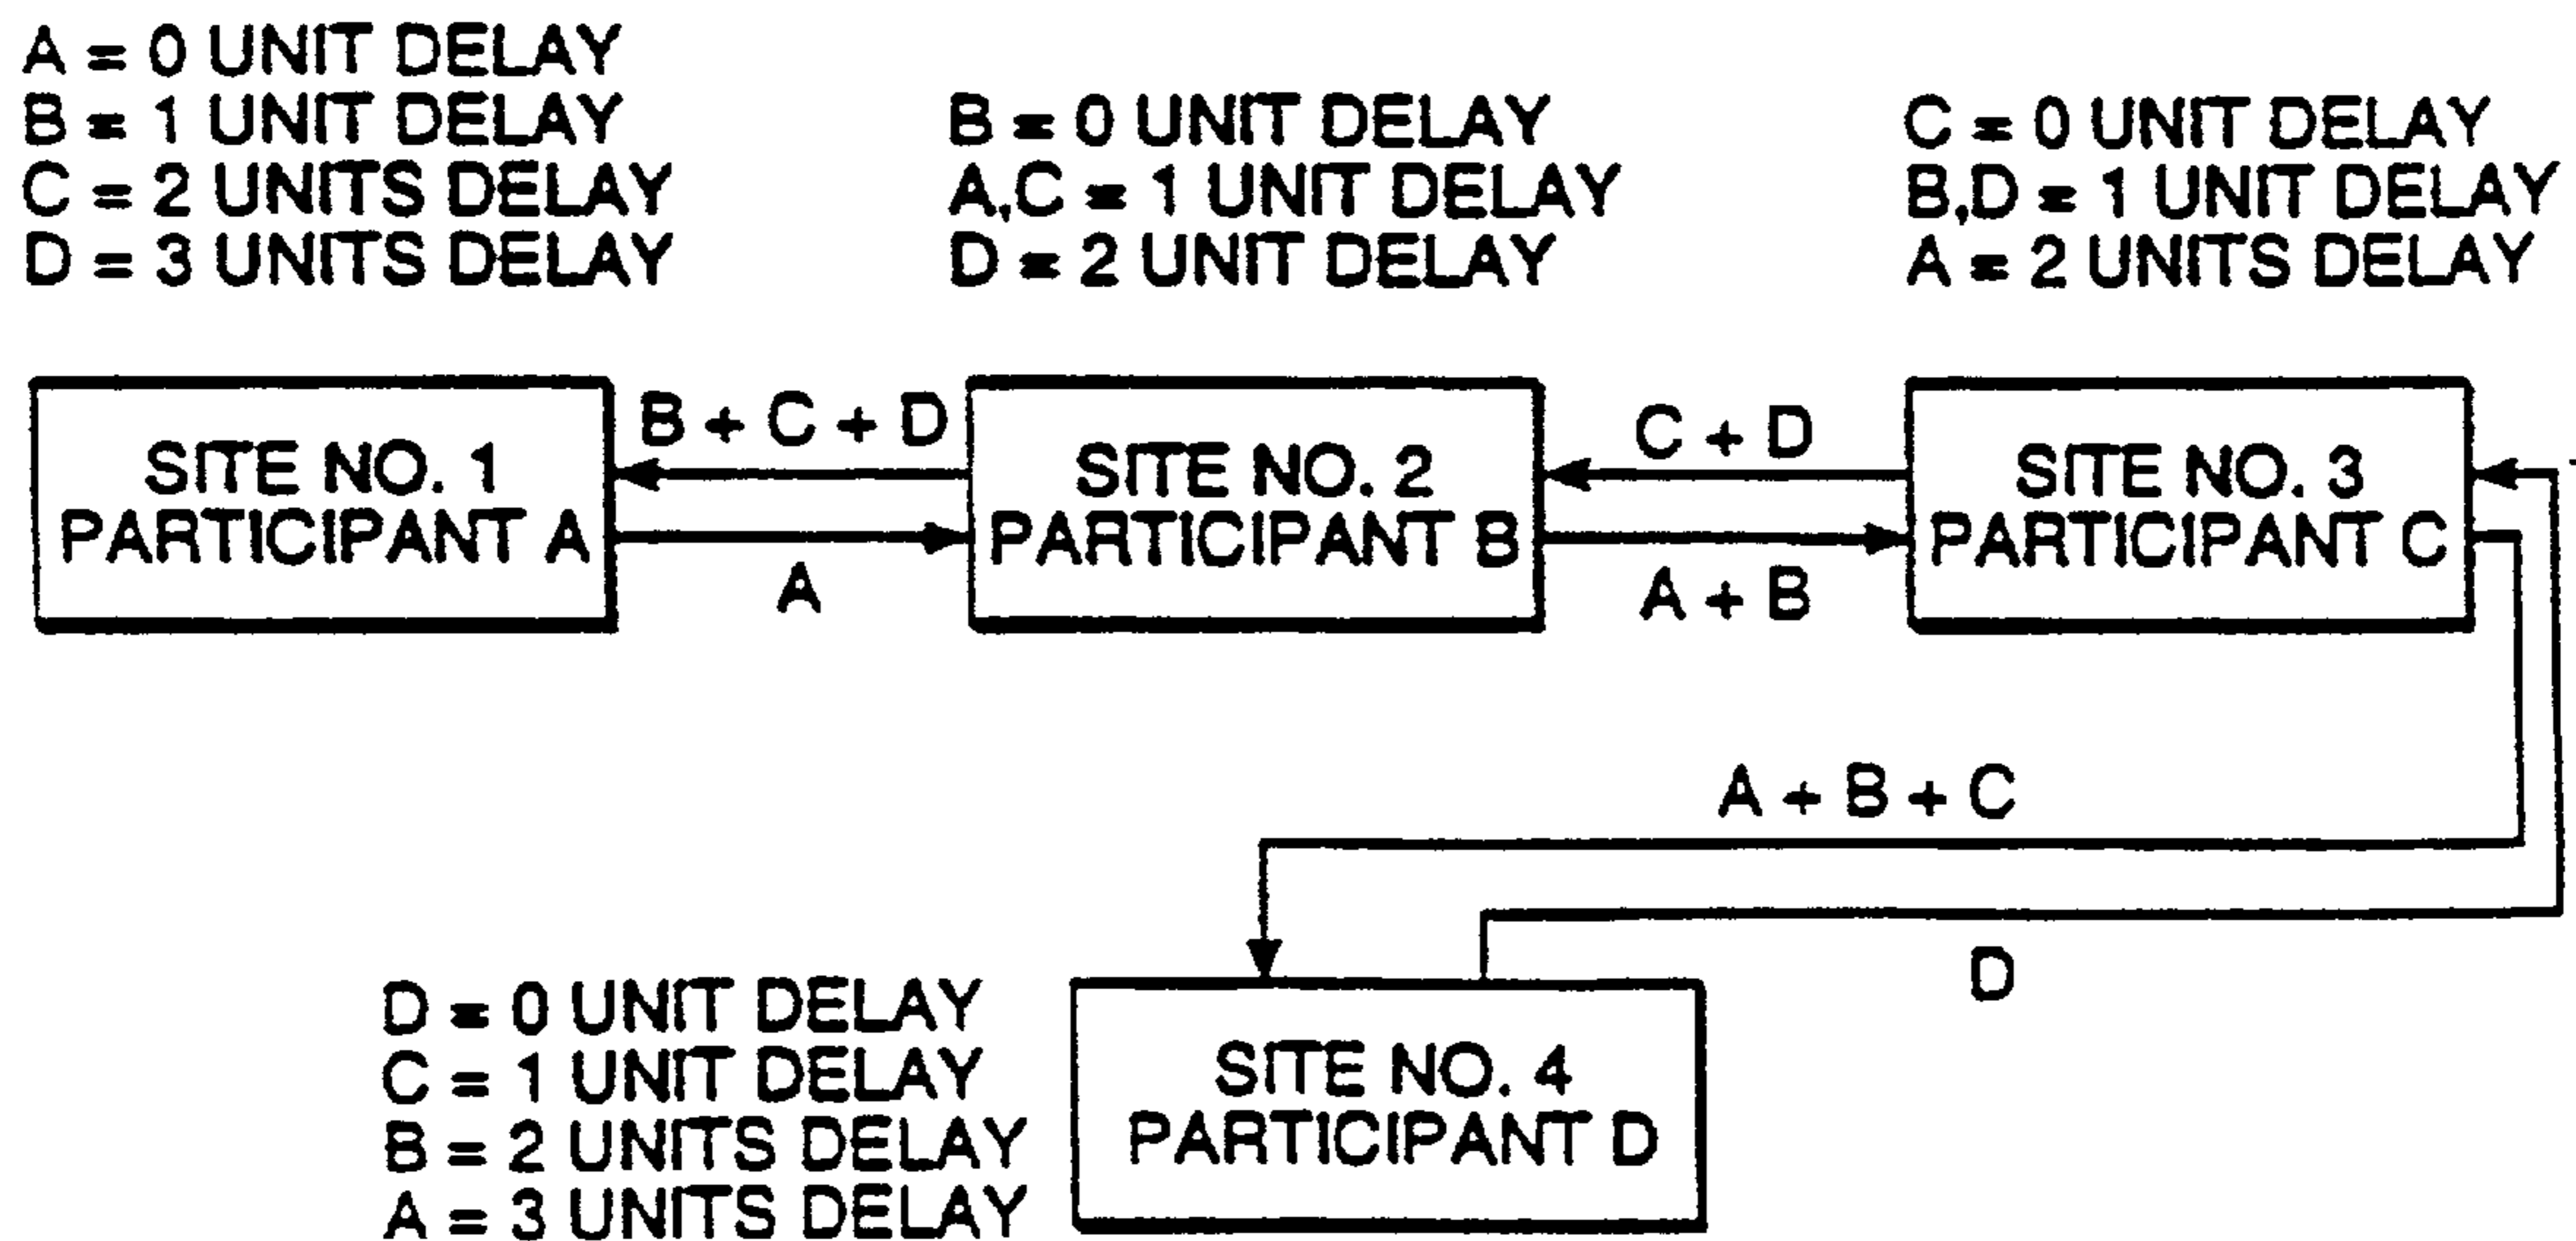 A = 0 UNIT DELAY
B = 1 UNIT DELAY
C = 2 UNITS DELAY
D = 3 UNITS DELAY
B = 0 UNIT DELAY
A,C = 1 UNIT DELAY
D = 2 UNIT DELAY
C = 0 UNIT DELAY
B,D = 1 UNIT DELAY
A = 2 UNITS DELAY
SITE NO. 1
PARTICIPANT A
B + C + D
A
SITE NO. 2
PARTICIPANT B
C + D
A + B
SITE NO. 3
PARTICIPANT C
A + B + C
D
D = 0 UNIT DELAY
C = 1 UNIT DELAY
B = 2 UNITS DELAY
A = 3 UNITS DELAY
SITE NO. 4
PARTICIPANT D